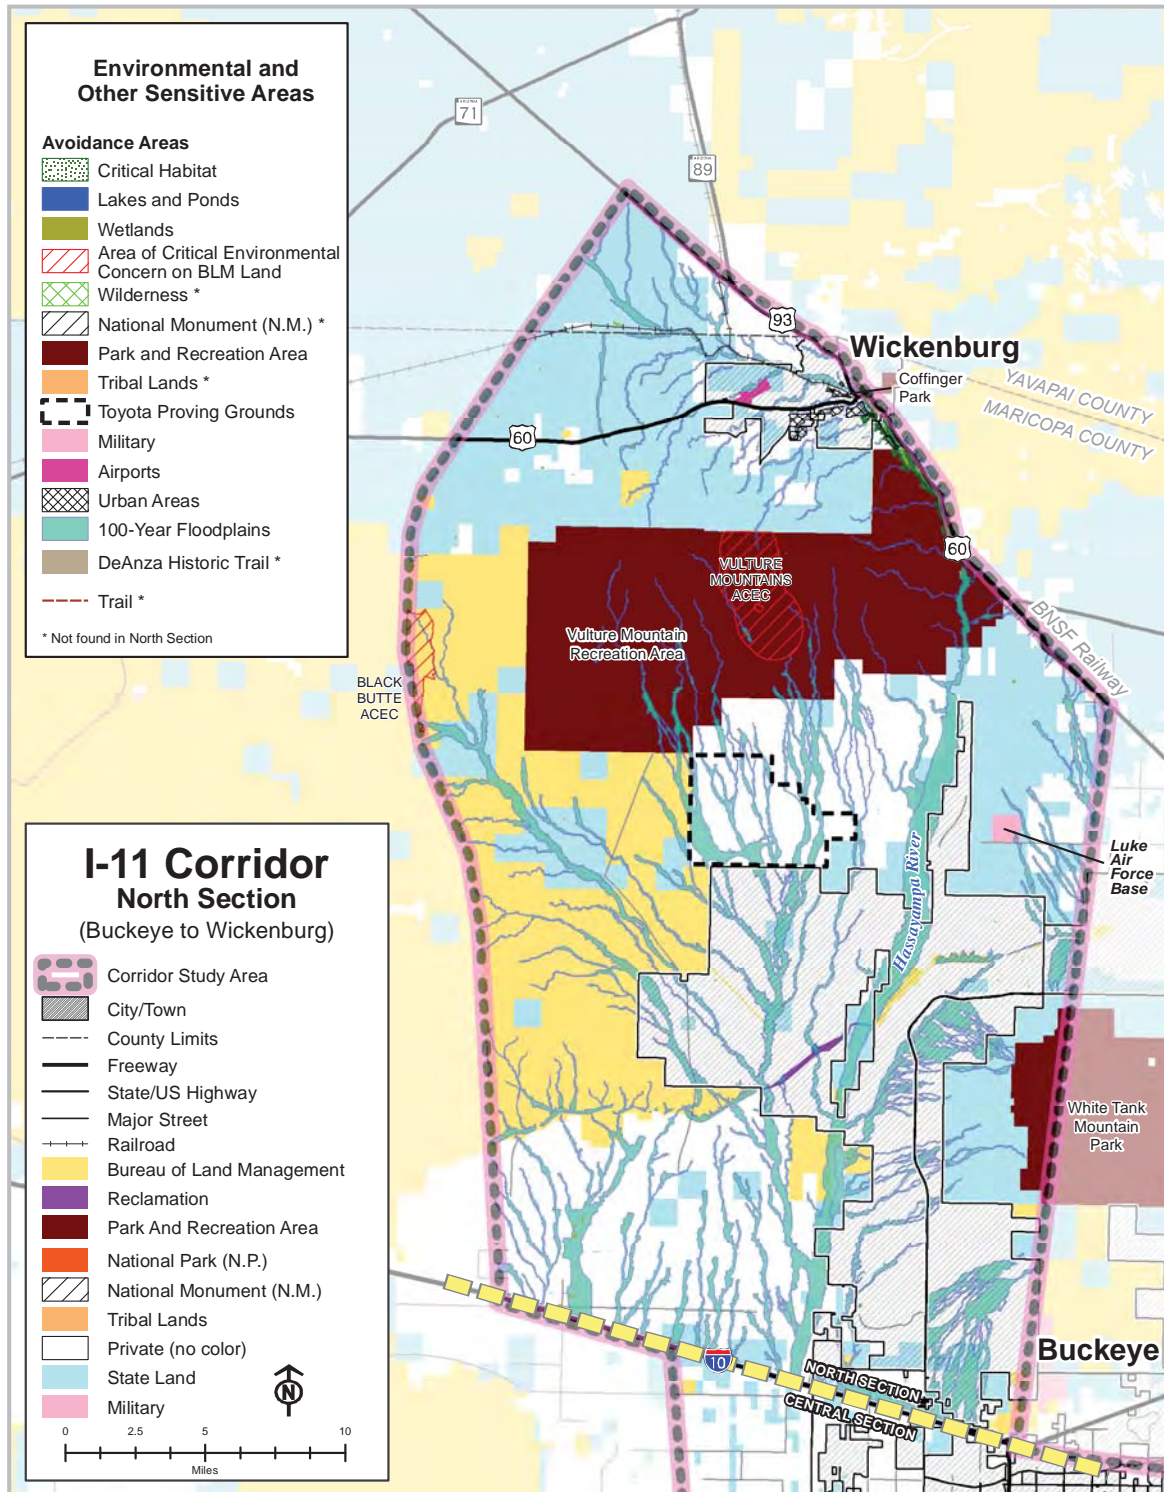 Environmental and
Other Sensitive Areas
Avoidance Areas
Critical Habitat
Lakes and Ponds
Wetlands
Area of Critical Environmental
Concern on BLM Land
Wilderness *
National Monument (N.M.) *
Park and Recreation Area
Tribal Lands *
Toyota Proving Grounds
Military
Airports
Urban Areas
100-Year Floodplains
DeAnza Historic Trail *
Trail *
* Not found in North Section
ARIZONA
71
ARIZONA
89
93
Wickenburg
Coffinger
Park
YAVAPAI COUNTY
MARICOPA COUNTY
60
60
VULTURE
MOUNTAINS
ACEC
Vulture Mountain
Recreation Area
BNSF Railway
BLACK
BUTTE
ACEC
Hassayampa River
Luke
Air
Force
Base
White Tank
Mountain
Park
I-11 Corridor
North Section
(Buckeye to Wickenburg)
Corridor Study Area
City/Town
County Limits
Freeway
State/US Highway
Major Street
Railroad
Bureau of Land Management
Reclamation
Park And Recreation Area
National Park (N.P.)
National Monument (N.M.)
Tribal Lands
Private (no color)
State Land
Military
N
0 2.5 5 10
Miles
10
NORTH SECTION
CENTRAL SECTION
Buckeye